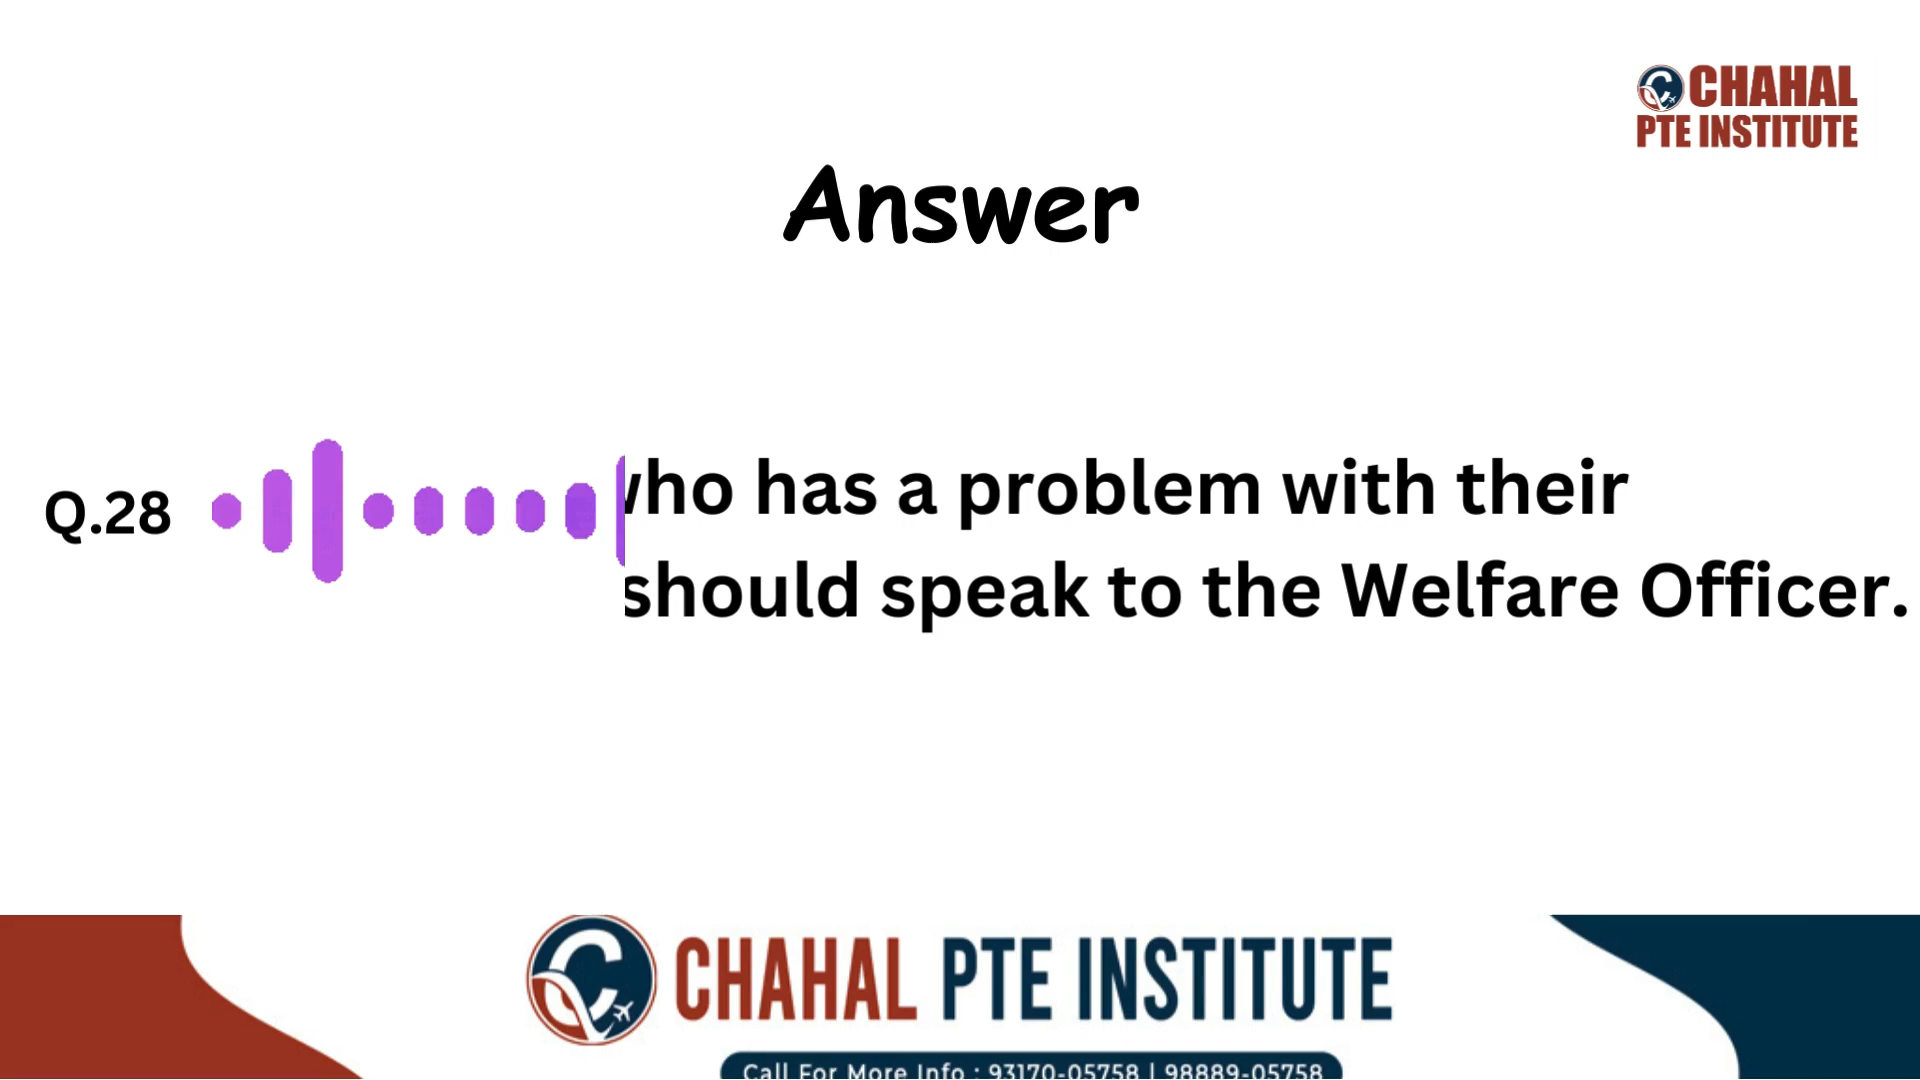 CHAHAL
PTE INSTITUTE
Answer
Q.28
who has a problem with their
should speak to the Welfare Officer.
CHAHAL PTE INSTITUTE
Call For More Info : 93170-05758 | 98889-05758